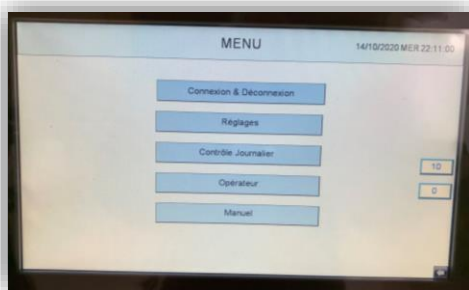 MENU
14/10/2020 MER 22:11:00
Connexion & Déconnexion
Réglages
Contrôle Journalier
10
Opérateur
0
Manuel